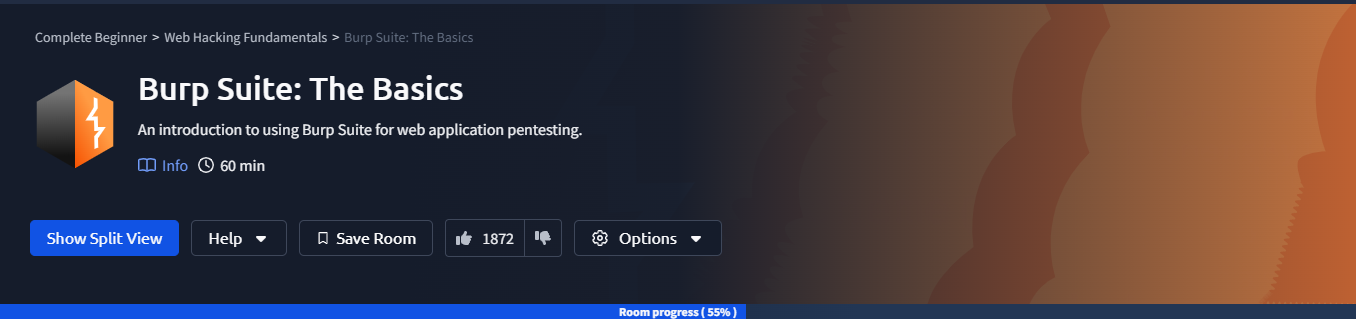 Complete Beginner > Web Hacking Fundamentals > Burp Suite: The Basics
Burp Suite: The Basics
An introduction to using Burp Suite for web application pentesting.
Info 60 min
Show Split View Help Save Room 1872 Options
Room progress ( 55% )